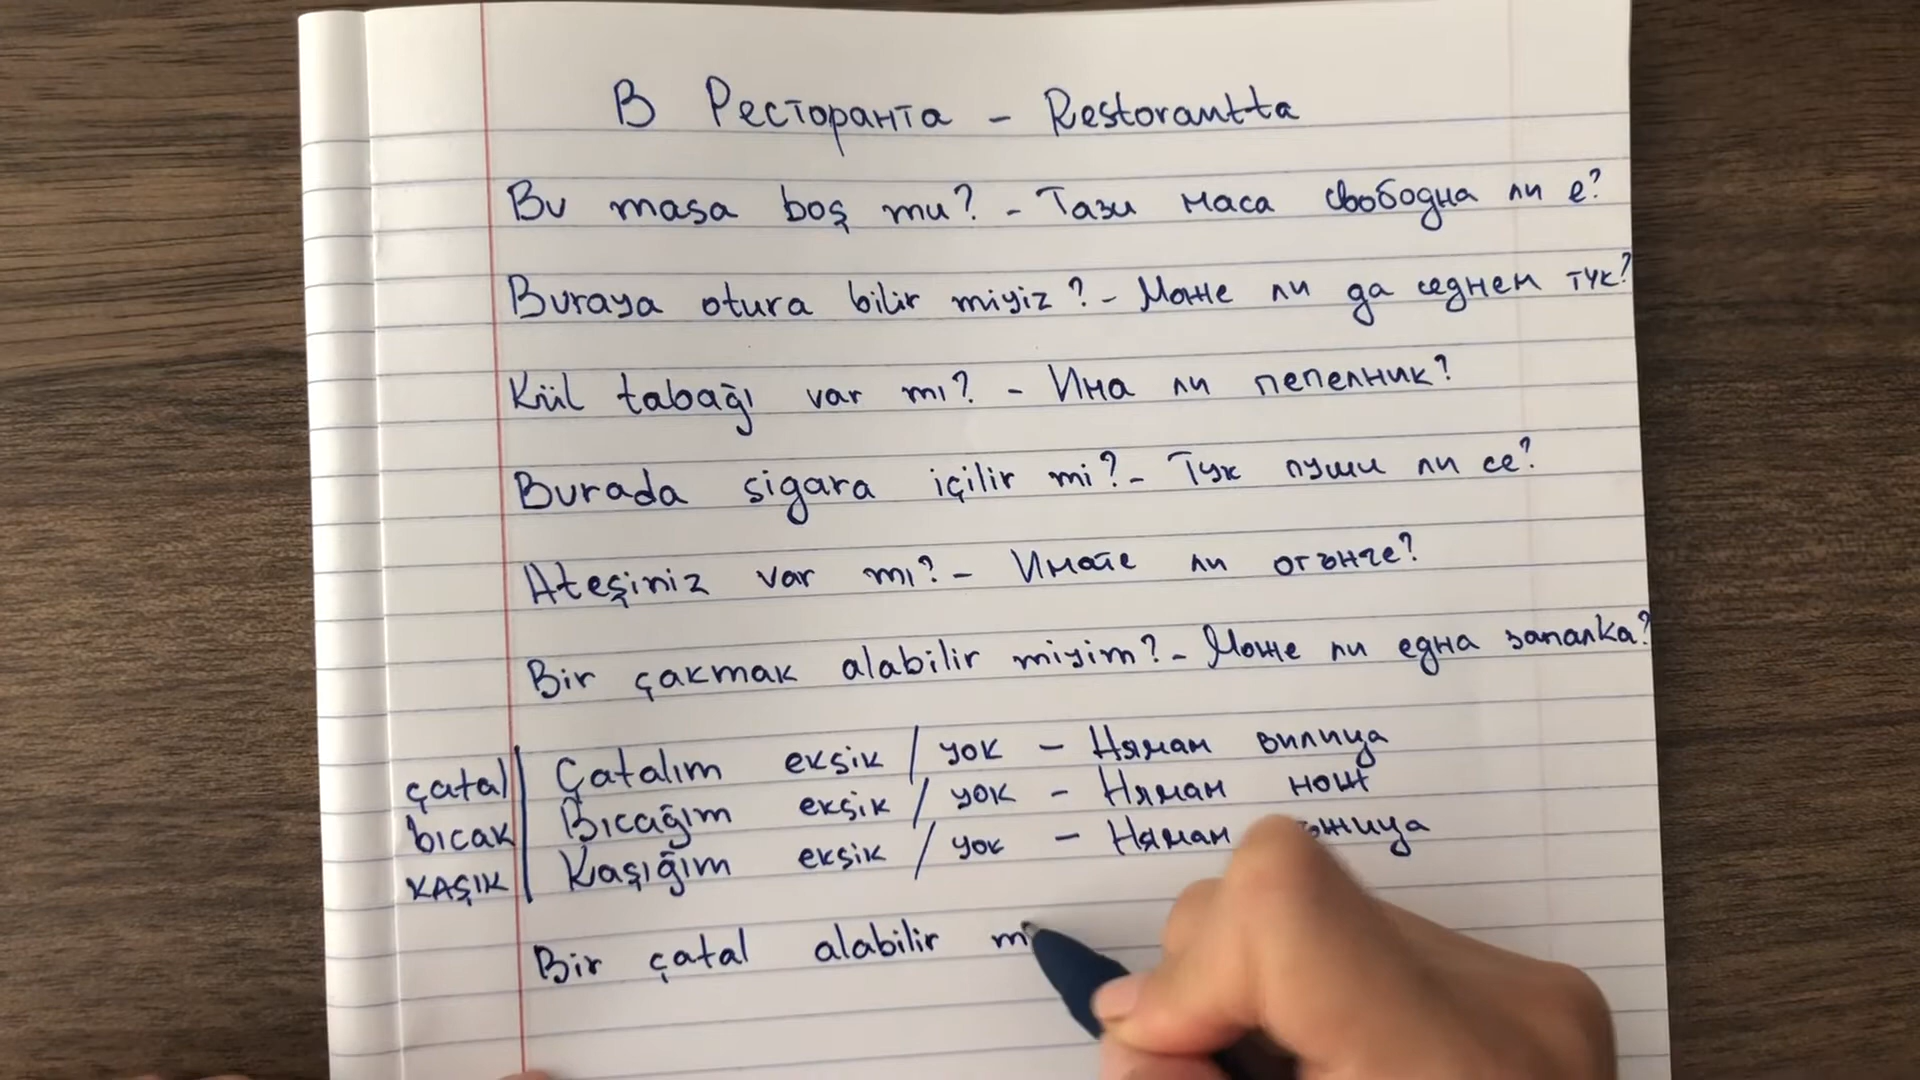 В Ресторанта - Restorantta
Bu masa boş mu? - Тази маса свободна ли е?
Buraya otura bilir miyiz? - Може ли да седнем тук?
Kül tabağı var mı? - Има ли пепелник?
Burada sigara içilir mi? - Тук пуши ли се?
Ateşiniz var mı? - Имате ли огънче?
Bir çakmak alabilir miyim? - Може ли една запалка?
çatal | Çatalım eksik / yok - Нямам вилица
bıcak | Bıcağım eksik / yok - Нямам нож
KAŞIK | Kaşığım eksik / yok - Нямам
Bir çatal alabilir